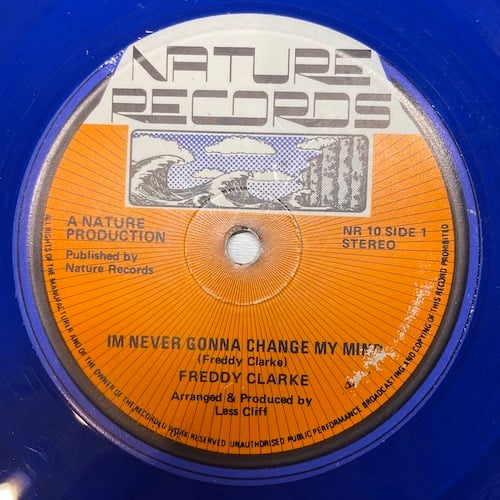 NATURE
RECORDS
A NATURE
PRODUCTION
Published by
Nature Records
NR 10 SIDE 1
STEREO
IM NEVER GONNA CHANGE MY MIND
(Freddy Clarke)
FREDDY CLARKE
Arranged & Produced by
Less Cliff
ALL RIGHTS OF THE MANUFACTURER AND OF THE OWNER OF THE RECORDED WORK RESERVED UNAUTHORISED PUBLIC PERFORMANCE BROADCASTING AND COPYING OF THIS RECORD PROHIBITED